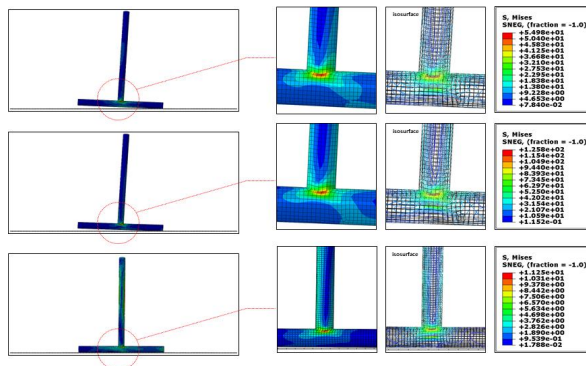 isosurface
S, Mises
SNEG, (fraction = -1.0)
+5.498e+01
+5.040e+01
+4.583e+01
+4.125e+01
+3.668e+01
+3.210e+01
+2.753e+01
+2.295e+01
+1.838e+01
+1.380e+01
+9.228e+00
+4.653e+00
+7.840e-02
S, Mises
SNEG, (fraction = -1.0)
+1.258e+02
+1.154e+02
+1.049e+02
+9.440e+01
+8.393e+01
+7.345e+01
+6.297e+01
+5.250e+01
+4.202e+01
+3.154e+01
+2.107e+01
+1.059e+01
+1.152e-01
isosurface
S, Mises
SNEG, (fraction = -1.0)
+1.125e+01
+1.031e+01
+9.378e+00
+8.442e+00
+7.506e+00
+6.570e+00
+5.634e+00
+4.698e+00
+3.762e+00
+2.826e+00
+1.890e+00
+9.539e-01
+1.788e-02